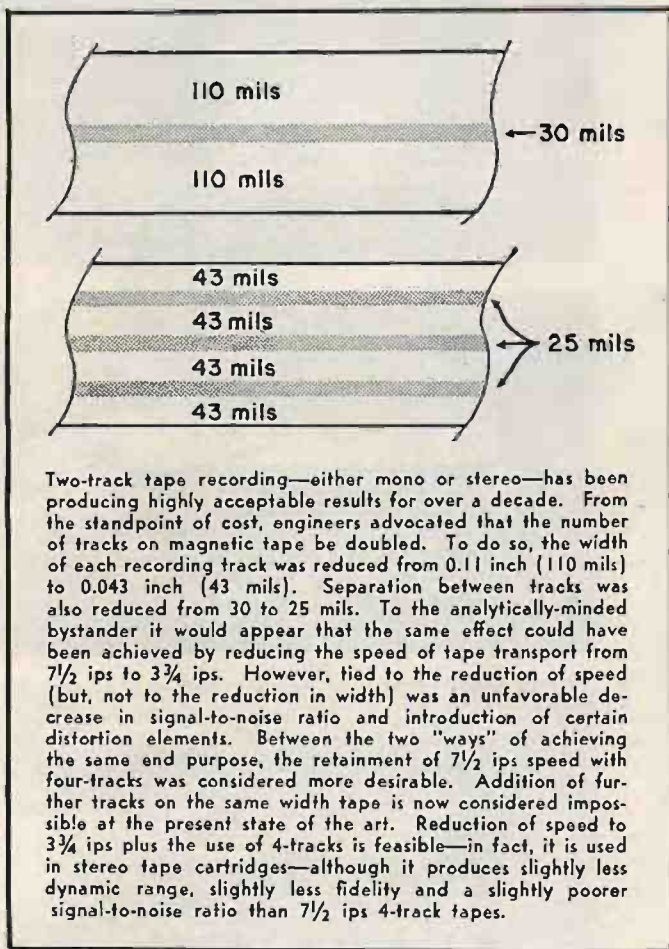 110 mils
30 mils
110 mils
43 mils
43 mils
25 mils
43 mils
43 mils
Two-track tape recording—either mono or stereo—has been
producing highly acceptable results for over a decade. From
the standpoint of cost, engineers advocated that the number
of tracks on magnetic tape be doubled. To do so, the width
of each recording track was reduced from 0.11 inch (110 mils)
to 0.043 inch (43 mils). Separation between tracks was
also reduced from 30 to 25 mils. To the analytically-minded
bystander it would appear that the same effect could have
been achieved by reducing the speed of tape transport from
7½ ips to 3¾ ips. However, tied to the reduction of speed
(but, not to the reduction in width) was an unfavorable de-
crease in signal-to-noise ratio and introduction of certain
distortion elements. Between the two "ways" of achieving
the same end purpose, the retainment of 7½ ips speed with
four-tracks was considered more desirable. Addition of fur-
ther tracks on the same width tape is now considered impos-
sible at the present state of the art. Reduction of speed to
3¾ ips plus the use of 4-tracks is feasible—in fact, it is used
in stereo tape cartridges—although it produces slightly less
dynamic range, slightly less fidelity and a slightly poorer
signal-to-noise ratio than 7½ ips 4-track tapes.